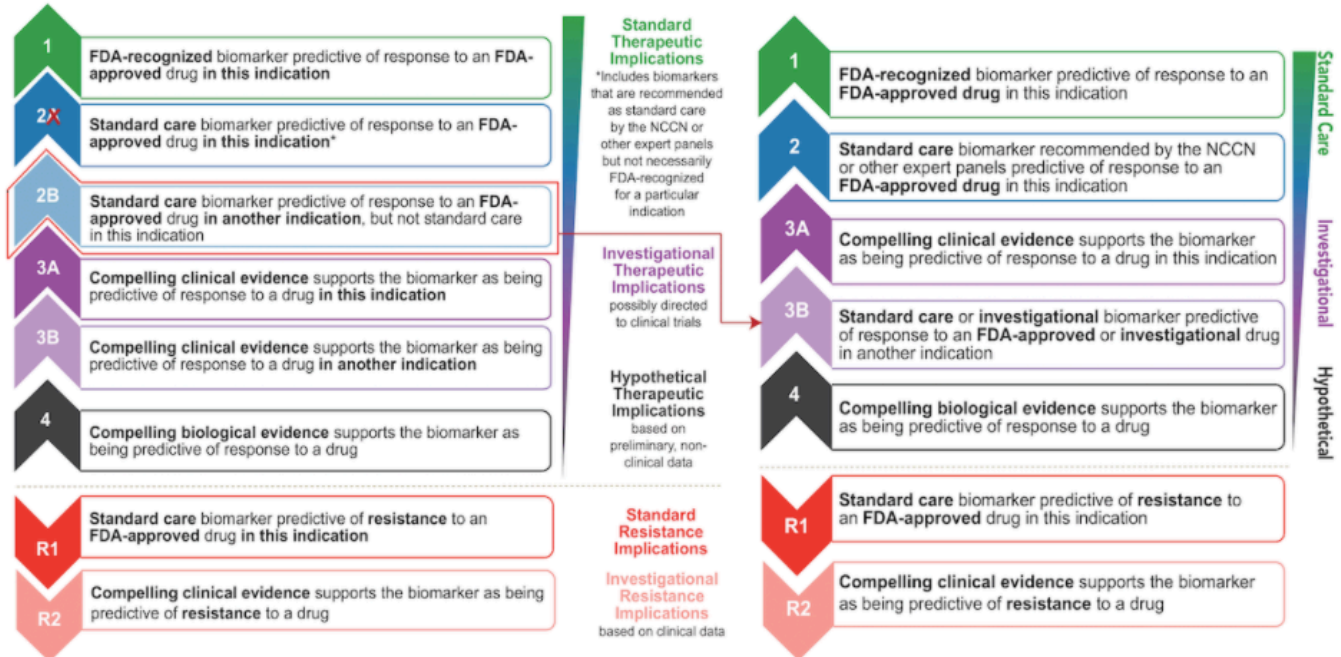 1
FDA-recognized biomarker predictive of response to an FDA-
approved drug in this indication
2X
Standard care biomarker predictive of response to an FDA-
approved drug in this indication*
2B
Standard care biomarker predictive of response to an FDA-
approved drug in another indication, but not standard care
in this indication
3A
Compelling clinical evidence supports the biomarker as being
predictive of response to a drug in this indication
3B
Compelling clinical evidence supports the biomarker as being
predictive of response to a drug in another indication
4
Compelling biological evidence supports the biomarker as
being predictive of response to a drug
R1
Standard care biomarker predictive of resistance to an
FDA-approved drug in this indication
R2
Compelling clinical evidence supports the biomarker as being
predictive of resistance to a drug
Standard
Therapeutic
Implications
*Includes biomarkers
that are recommended
as standard care
by the NCCN or
other expert panels
but not necessarily
FDA-recognized
for a particular
indication
Investigational
Therapeutic
Implications
possibly directed
to clinical trials
Hypothetical
Therapeutic
Implications
based on
preliminary, non-
clinical data
Standard
Resistance
Implications
Investigational
Resistance
Implications
based on clinical data
1
FDA-recognized biomarker predictive of response to an
FDA-approved drug in this indication
2
Standard care biomarker recommended by the NCCN
or other expert panels predictive of response to an
FDA-approved drug in this indication
3A
Compelling clinical evidence supports the biomarker
as being predictive of response to a drug in this indication
3B
Standard care or investigational biomarker predictive
of response to an FDA-approved or investigational drug
in another indication
4
Compelling biological evidence supports the biomarker
as being predictive of response to a drug
R1
Standard care biomarker predictive of resistance to
an FDA-approved drug in this indication
R2
Compelling clinical evidence supports the biomarker
as being predictive of resistance to a drug
Standard Care
Investigational
Hypothetical